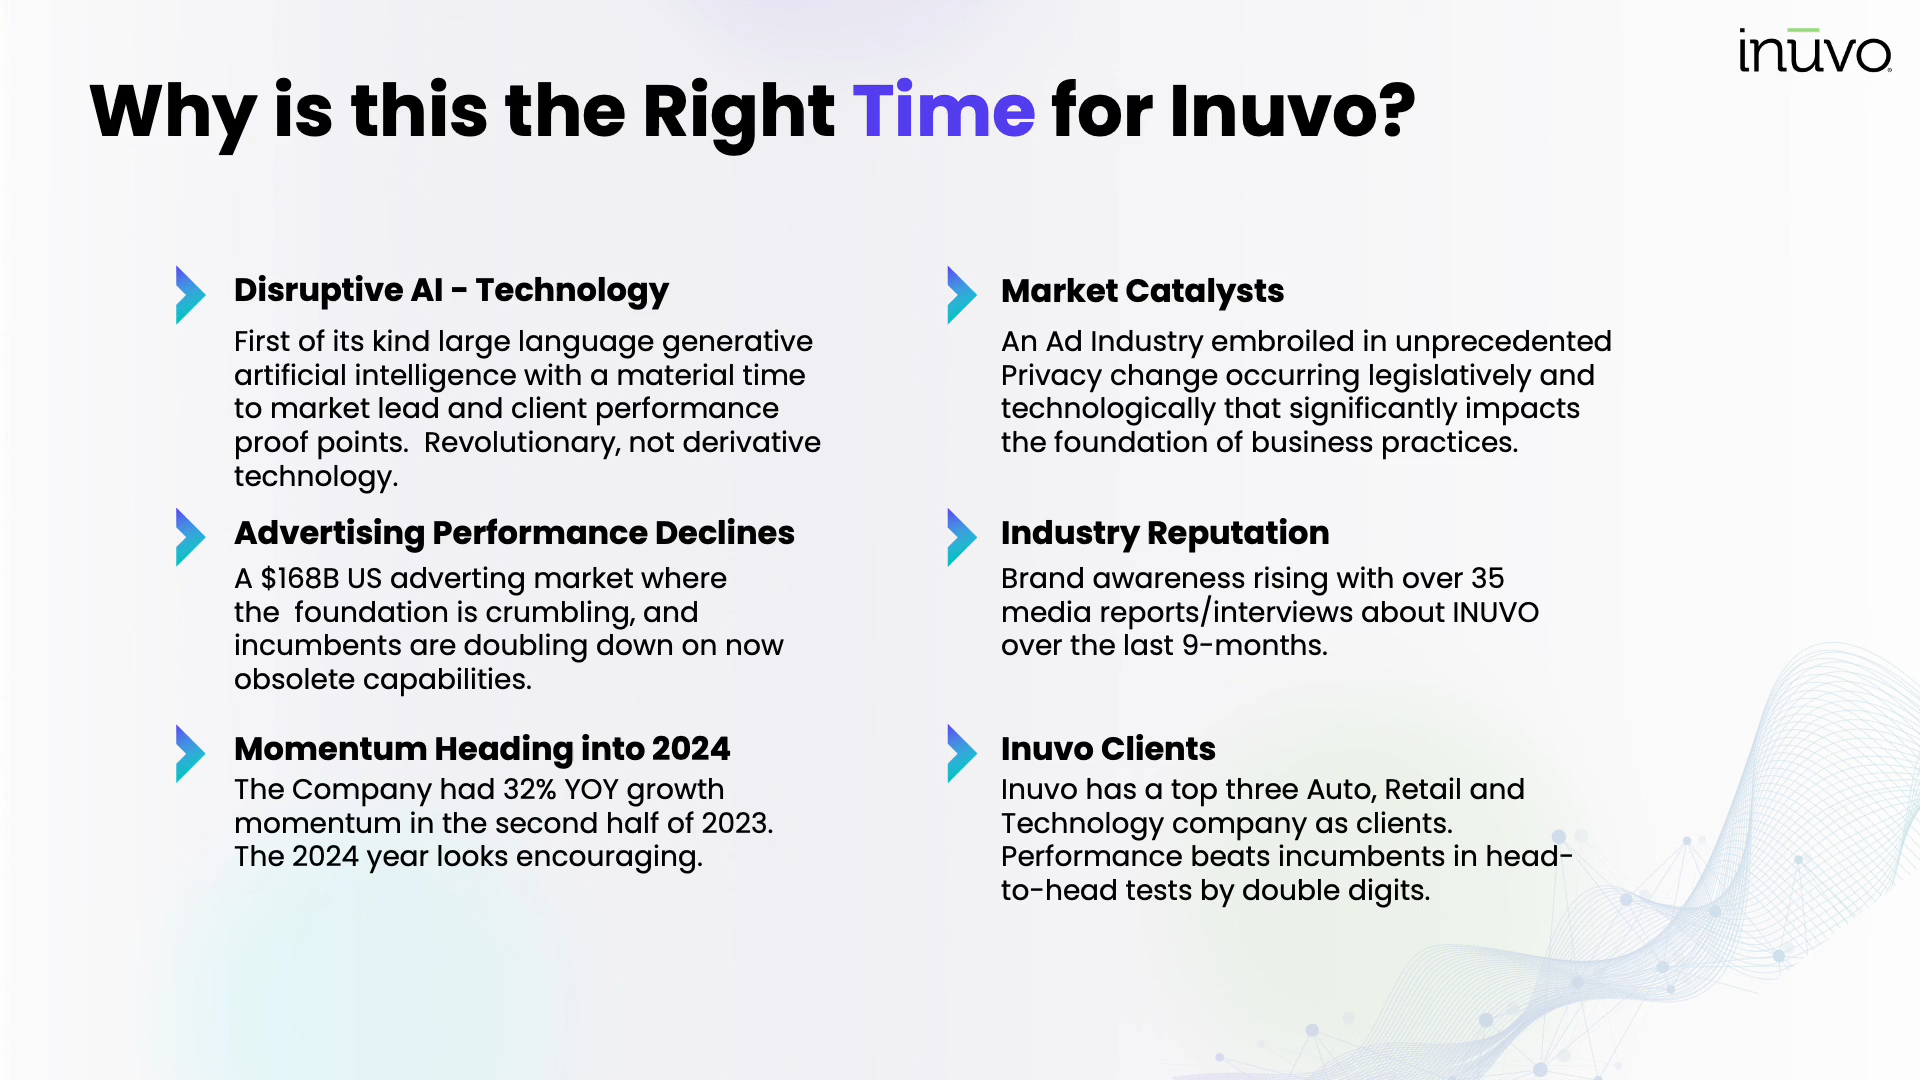 inūvo
Why is this the Right Time for Inuvo?
Disruptive AI - Technology
First of its kind large language generative
artificial intelligence with a material time
to market lead and client performance
proof points.  Revolutionary, not derivative
technology.
Market Catalysts
An Ad Industry embroiled in unprecedented
Privacy change occurring legislatively and
technologically that significantly impacts
the foundation of business practices.
Advertising Performance Declines
A $168B US adverting market where
the  foundation is crumbling, and
incumbents are doubling down on now
obsolete capabilities.
Industry Reputation
Brand awareness rising with over 35
media reports/interviews about INUVO
over the last 9-months.
Momentum Heading into 2024
The Company had 32% YOY growth
momentum in the second half of 2023.
The 2024 year looks encouraging.
Inuvo Clients
Inuvo has a top three Auto, Retail and
Technology company as clients.
Performance beats incumbents in head-
to-head tests by double digits.